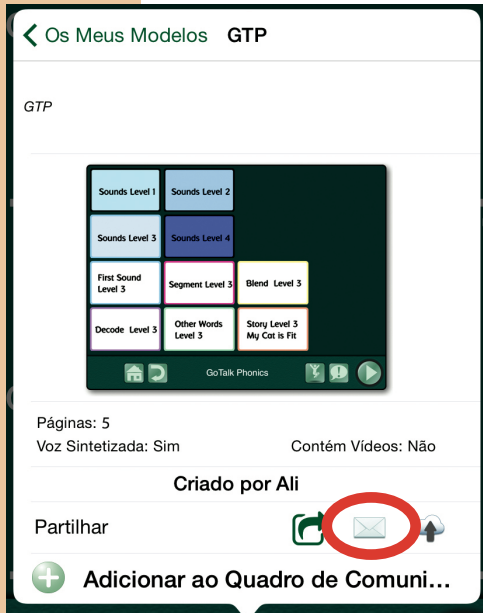 Os Meus Modelos GTP
GTP
Sounds Level 1 Sounds Level 2
Sounds Level 3 Sounds Level 4
First Sound Level 3 Segment Level 3 Blend Level 3
Decode Level 3 Other Words Level 3 Story Level 3 My Cat is Fit
GoTalk Phonics
Páginas: 5
Voz Sintetizada: Sim Contém Vídeos: Não
Criado por Ali
Partilhar
Adicionar ao Quadro de Comuni...